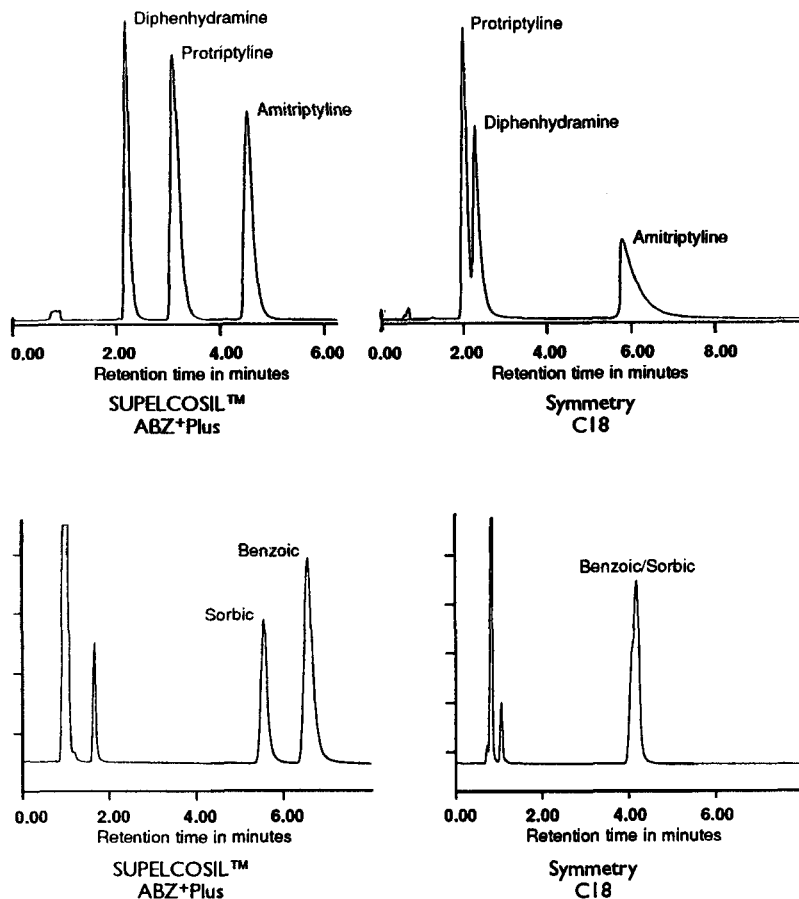 Diphenhydramine
Protriptyline
Amitriptyline
0.00 2.00 4.00 6.00
Retention time in minutes
SUPELCOSIL™
ABZ+Plus
Protriptyline
Diphenhydramine
Amitriptyline
0.00 2.00 4.00 6.00 8.00
Retention time in minutes
Symmetry
C18
Benzoic
Sorbic
0.00 2.00 4.00 6.00
Retention time in minutes
SUPELCOSIL™
ABZ+Plus
Benzoic/Sorbic
0.00 2.00 4.00 6.00
Retention time in minutes
Symmetry
C18